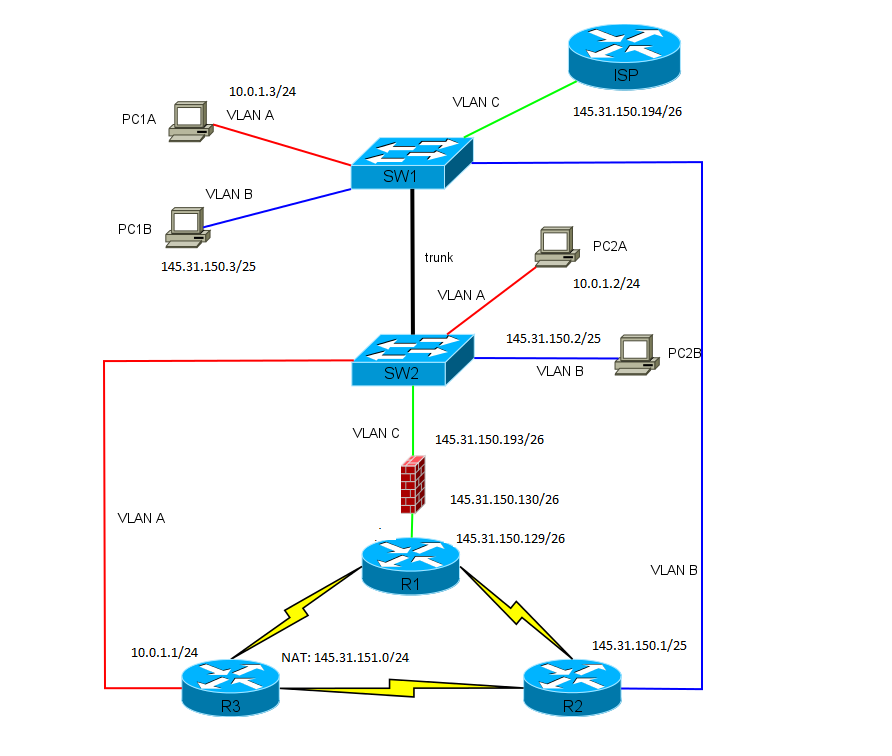 ISP
10.0.1.3/24
VLAN C
145.31.150.194/26
PC1A
VLAN A
SW1
VLAN B
PC1B
145.31.150.3/25
trunk
PC2A
10.0.1.2/24
VLAN A
145.31.150.2/25
PC2B
SW2
VLAN B
VLAN C
145.31.150.193/26
145.31.150.130/26
VLAN A
145.31.150.129/26
R1
VLAN B
145.31.150.1/25
10.0.1.1/24
NAT: 145.31.151.0/24
R3
R2